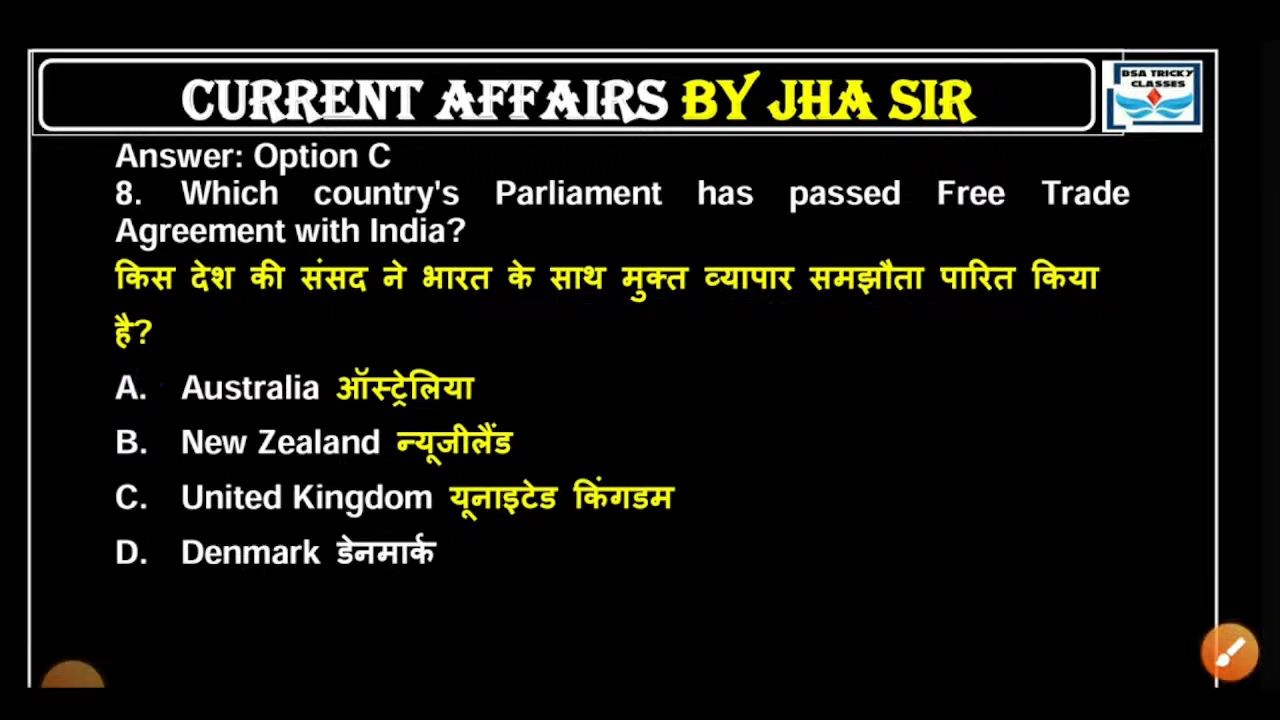 CURRENT AFFAIRS BY JHA SIR
DSA TRICKY
CLASSES
Answer: Option C
8. Which country's Parliament has passed Free Trade
Agreement with India?
किस देश की संसद ने भारत के साथ मुक्त व्यापार समझौता पारित किया
है?
A. Australia ऑस्ट्रेलिया
B. New Zealand न्यूजीलैंड
C. United Kingdom यूनाइटेड किंगडम
D. Denmark डेनमार्क